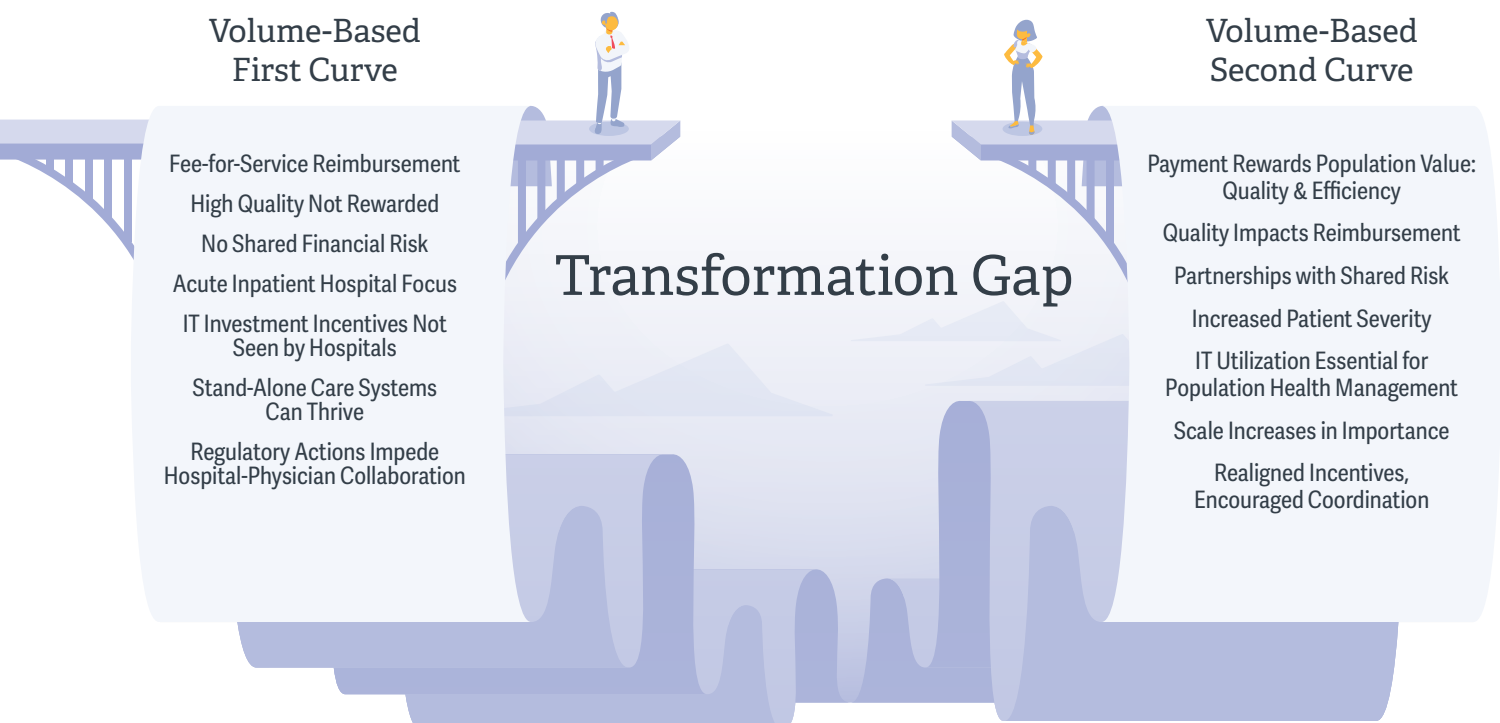 Volume-Based
First Curve
Fee-for-Service Reimbursement
High Quality Not Rewarded
No Shared Financial Risk
Acute Inpatient Hospital Focus
IT Investment Incentives Not
Seen by Hospitals
Stand-Alone Care Systems
Can Thrive
Regulatory Actions Impede
Hospital-Physician Collaboration
Transformation Gap
Volume-Based
Second Curve
Payment Rewards Population Value:
Quality & Efficiency
Quality Impacts Reimbursement
Partnerships with Shared Risk
Increased Patient Severity
IT Utilization Essential for
Population Health Management
Scale Increases in Importance
Realigned Incentives,
Encouraged Coordination